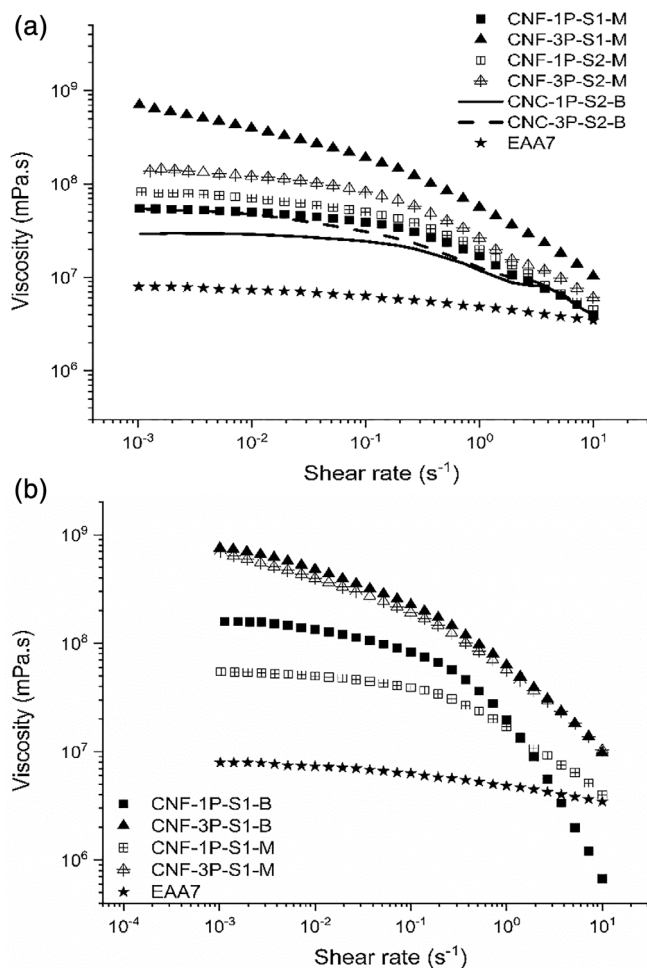 (a)
CNF-1P-S1-M
CNF-3P-S1-M
CNF-1P-S2-M
CNF-3P-S2-M
CNC-1P-S2-B
CNC-3P-S2-B
EAA7
10⁹
10⁸
10⁷
10⁶
Viscosity (mPa.s)
10⁻³ 10⁻² 10⁻¹ 10⁰ 10¹
Shear rate (s⁻¹)
(b)
10⁹
10⁸
10⁷
10⁶
Viscosity (mPa.s)
CNF-1P-S1-B
CNF-3P-S1-B
CNF-1P-S1-M
CNF-3P-S1-M
EAA7
10⁻⁴ 10⁻³ 10⁻² 10⁻¹ 10⁰ 10¹
Shear rate (s⁻¹)